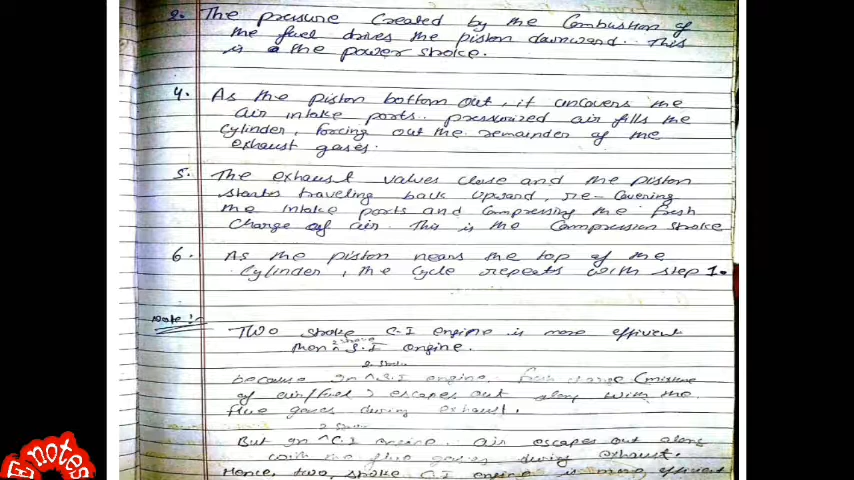 2. The pressure created by the combustion of
the fuel drives the piston downward. This
is the power stroke.
4. As the piston bottom out, it uncovers the
air intake ports. pressurized air fills the
cylinder, forcing out the remainder of the
exhaust gases.
5. The exhaust values close and the piston
starts traveling back upward, re-covering
the intake ports and compressing the fresh
charge of air. This is the compression stroke
6. As the piston nears the top of the
cylinder, the cycle repeats with step 1.
Note :-
Two stroke C.I engine is more efficient
then ^ 2 stroke S.I engine.
because In ^ 2 stroke S.I engine. fresh charge (mixture
of air/fuel) escapes out along with the
flue gases during exhaust.
But In ^ 2 stroke C.I engine. air escapes out along
with the flue gases during exhaust.
Hence, two stroke C.I engine is more efficient
E notes